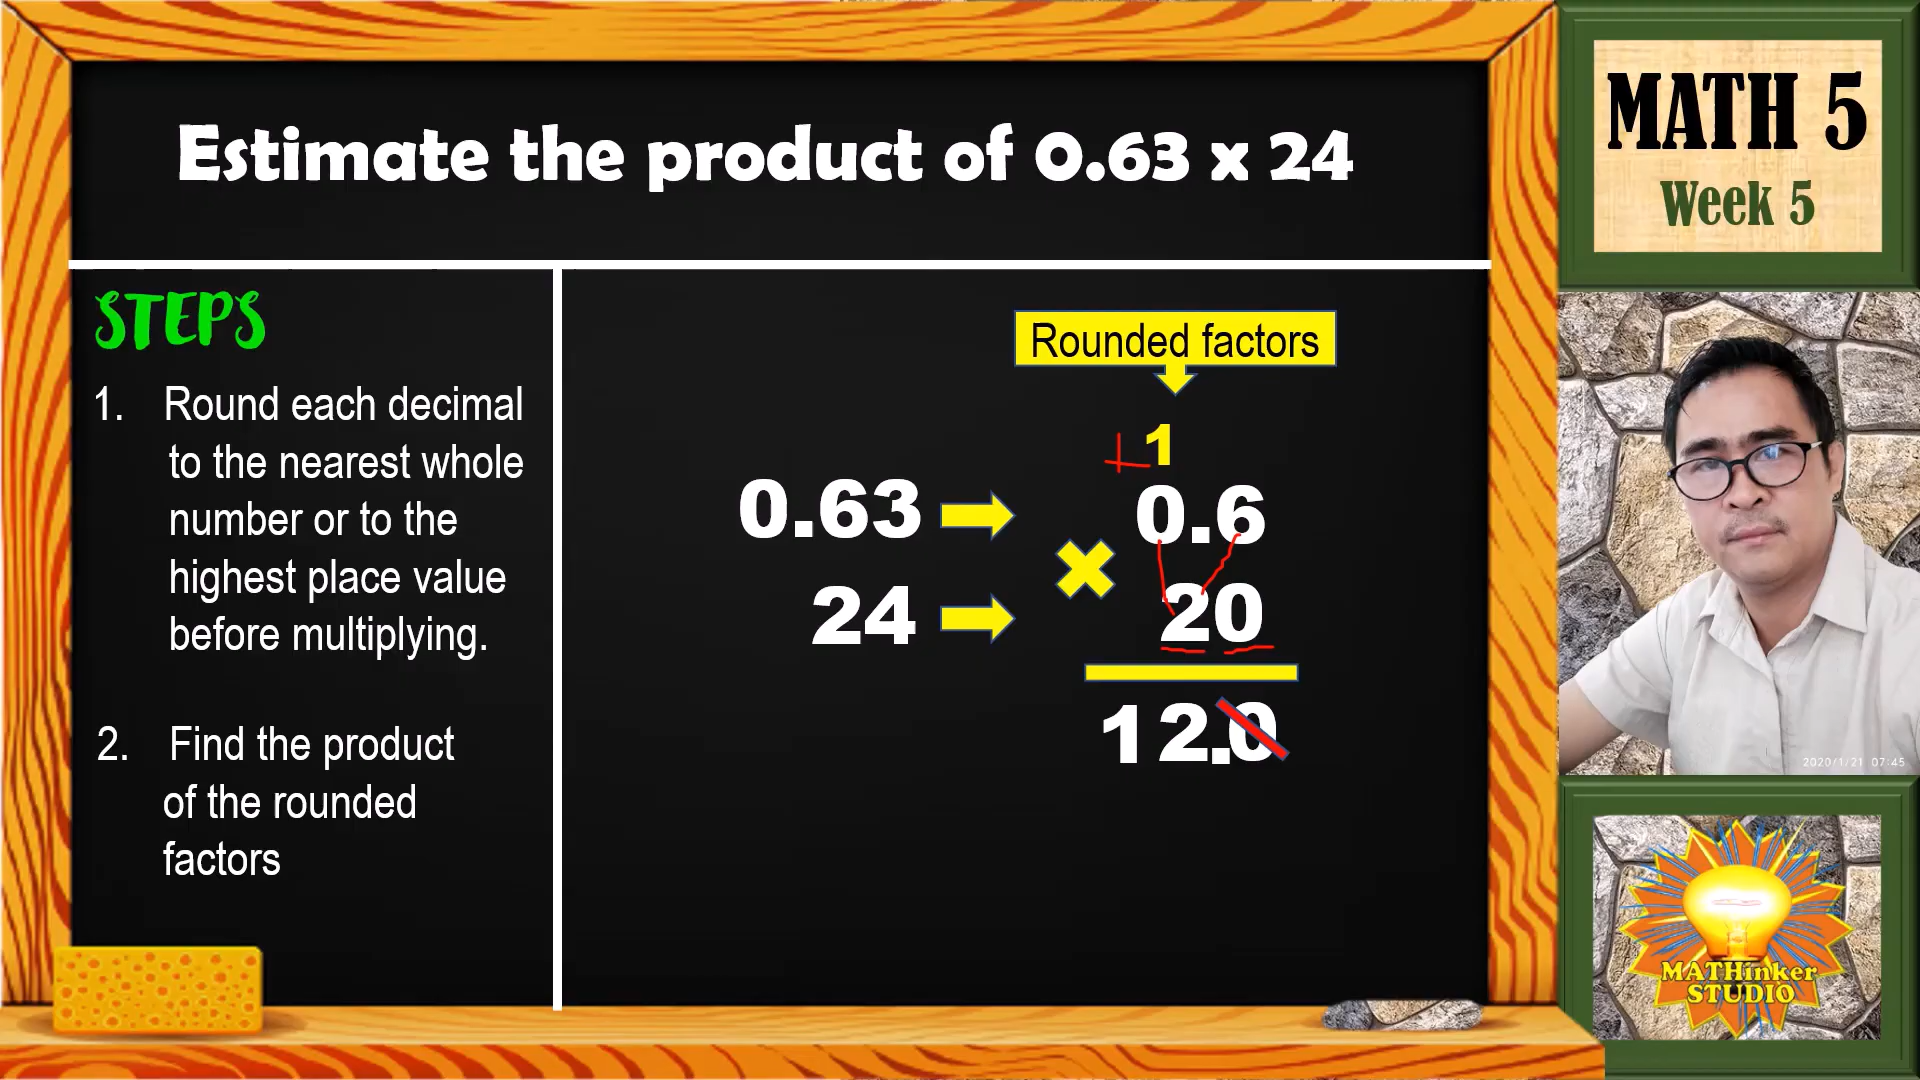 Estimate the product of 0.63 x 24
MATH 5
Week 5
STEPS
1. Round each decimal
to the nearest whole
number or to the
highest place value
before multiplying.
2. Find the product
of the rounded
factors
Rounded factors
+ 1
0.63 0.6
24 20
12.0
2020/1/21 07:45
MATHinker
STUDIO